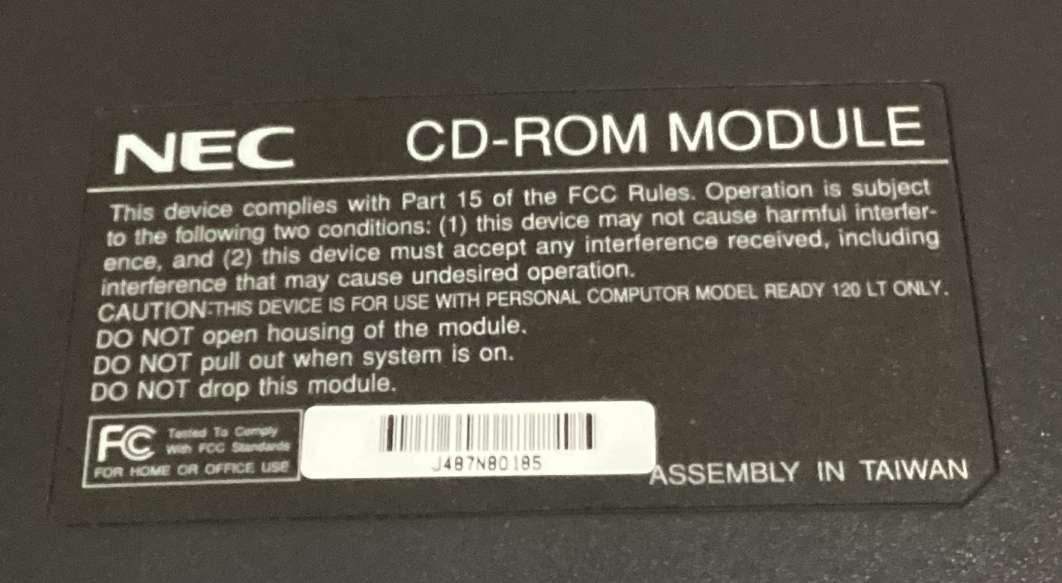 NEC CD-ROM MODULE
This device complies with Part 15 of the FCC Rules. Operation is subject
to the following two conditions: (1) this device may not cause harmful interfer-
ence, and (2) this device must accept any interference received, including
interference that may cause undesired operation.
CAUTION:THIS DEVICE IS FOR USE WITH PERSONAL COMPUTOR MODEL READY 120 LT ONLY.
DO NOT open housing of the module.
DO NOT pull out when system is on.
DO NOT drop this module.
FC Tested To Comply
With FCC Standards
FOR HOME OR OFFICE USE
J487N80185
ASSEMBLY IN TAIWAN